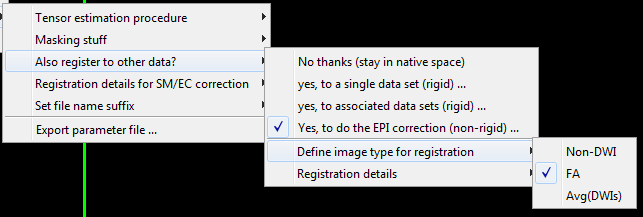 Tensor estimation procedure
Masking stuff
Also register to other data?
Registration details for SM/EC correction
Set file name suffix
Export parameter file ...
No thanks (stay in native space)
yes, to a single data set (rigid) ...
yes, to associated data sets (rigid) ...
Yes, to do the EPI correction (non-rigid) ...
Define image type for registration
Registration details
Non-DWI
FA
Avg(DWIs)